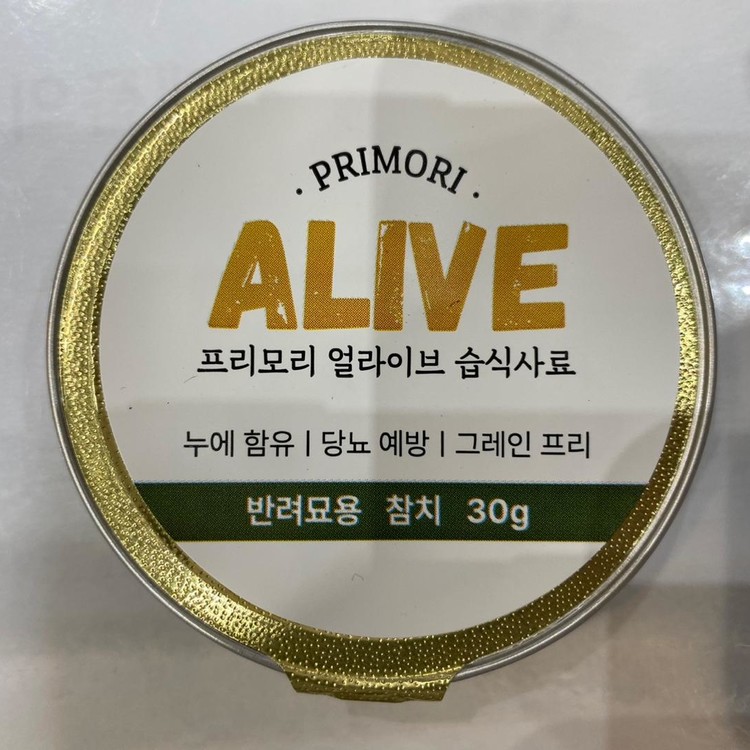 · PRIMORI ·
ALIVE
프리모리 얼라이브 습식사료
누에 함유 | 당뇨 예방 | 그레인 프리
반려묘용 참치 30g